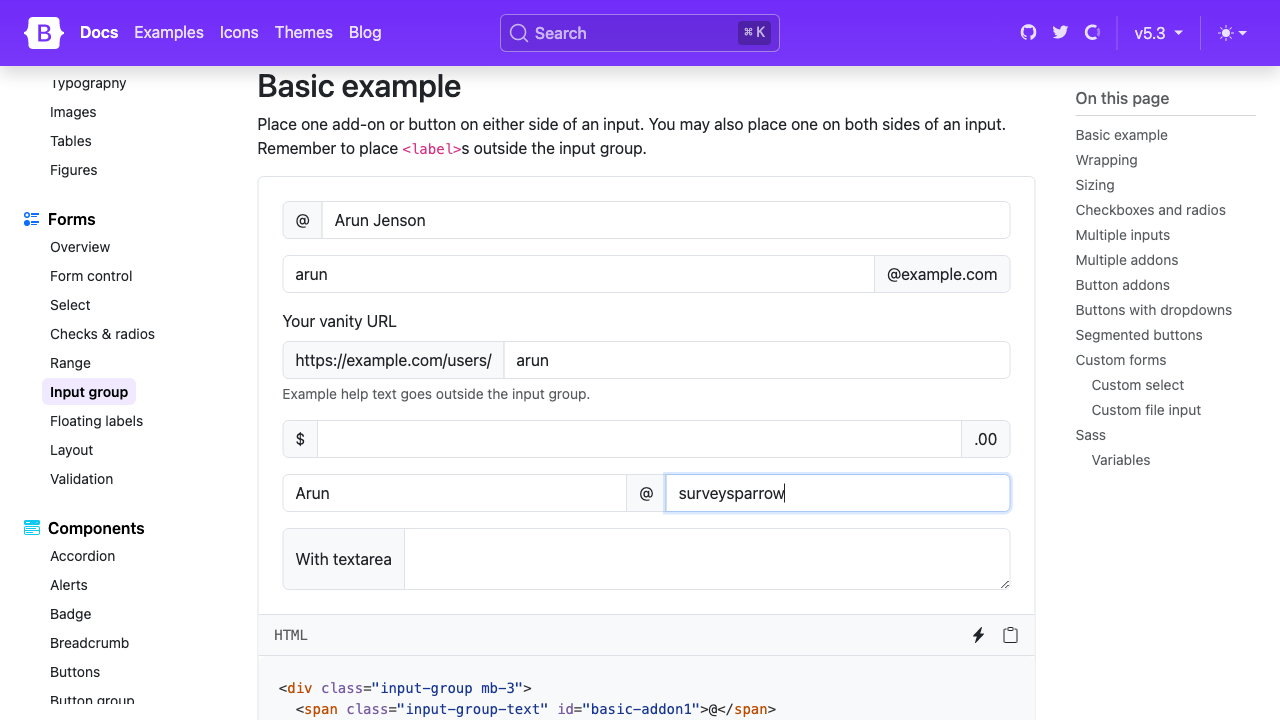 B Docs Examples Icons Themes Blog Search ⌘ K v5.3
Typography
Images
Tables
Figures
Forms
Overview
Form control
Select
Checks & radios
Range
Input group
Floating labels
Layout
Validation
Components
Accordion
Alerts
Badge
Breadcrumb
Buttons
Button group
Basic example
Place one add-on or button on either side of an input. You may also place one on both sides of an input.
Remember to place <label>s outside the input group.
@ Arun Jenson
arun @example.com
Your vanity URL
https://example.com/users/ arun
Example help text goes outside the input group.
$ .00
Arun @ surveysparrow
With textarea
HTML
<div class="input-group mb-3">
<span class="input-group-text" id="basic-addon1">@</span>
On this page
Basic example
Wrapping
Sizing
Checkboxes and radios
Multiple inputs
Multiple addons
Button addons
Buttons with dropdowns
Segmented buttons
Custom forms
Custom select
Custom file input
Sass
Variables